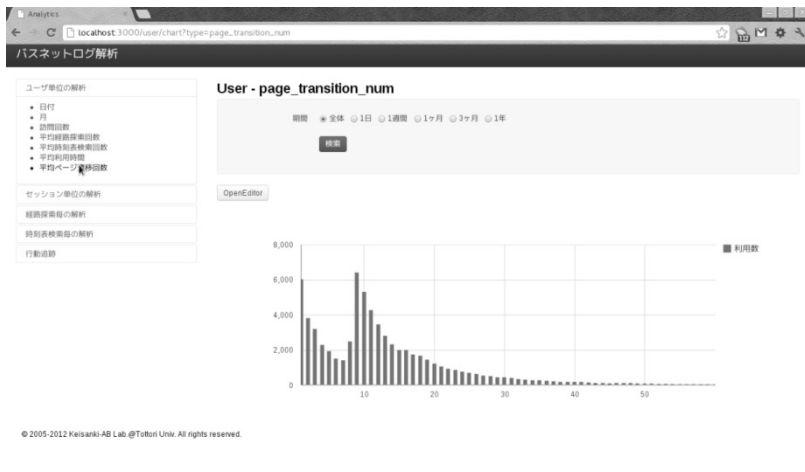 Analytics
localhost:3000/user/chart?type=page_transition_num
バスネットログ解析
ユーザ単位の解析
日付
月
訪問回数
平均経路探索回数
平均時刻表検索回数
平均利用時間
平均ページ遷移回数
セッション単位の解析
経路探索毎の解析
時刻表検索毎の解析
行動追跡
User - page_transition_num
期間 全体 1日 1週間 1ヶ月 3ヶ月 1年
検索
OpenEditor
8,000
6,000
4,000
2,000
0
10 20 30 40 50
利用数
© 2005-2012 Keisanki-AB Lab.@Tottori Univ. All rights reserved.